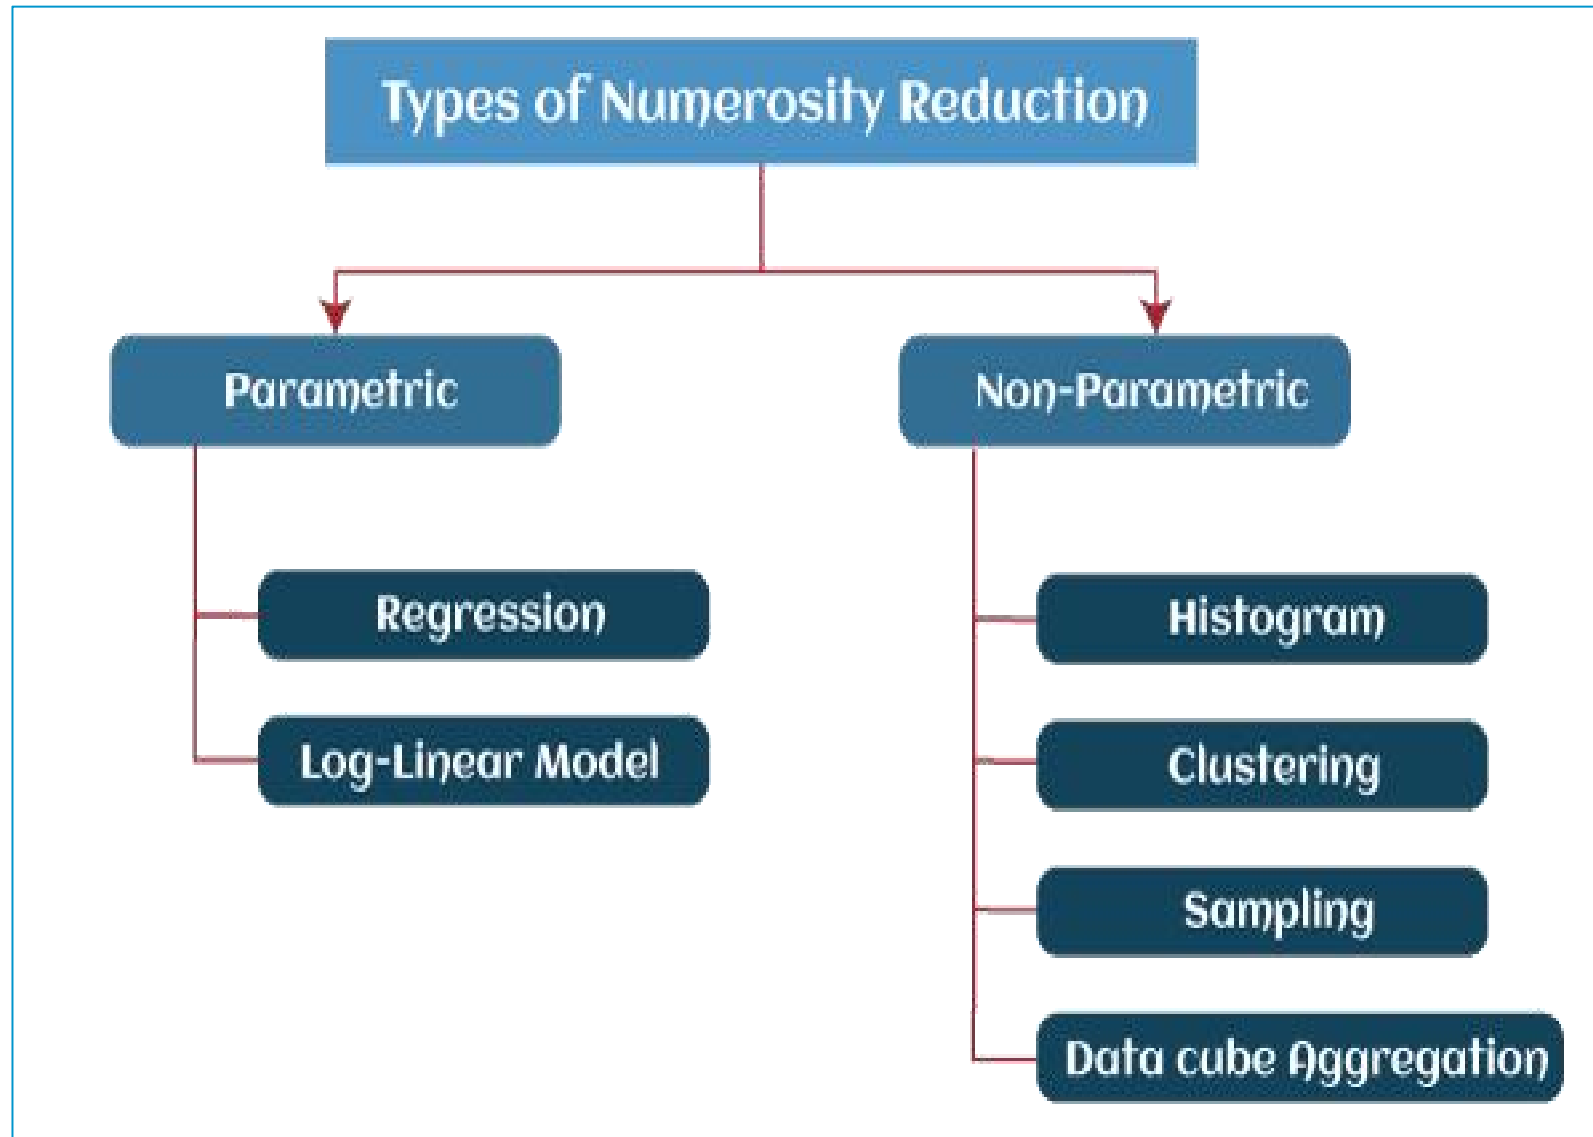 Types of Numerosity Reduction
Parametric
Regression
Log-Linear Model
Non-Parametric
Histogram
Clustering
Sampling
Data cube Aggregation